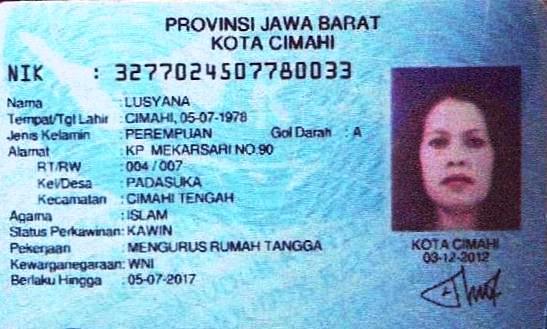 PROVINSI JAWA BARAT
KOTA CIMAHI
NIK : 3277024507780033
Nama : LUSYANA
Tempat/Tgl Lahir : CIMAHI, 05-07-1978
Jenis Kelamin : PEREMPUAN Gol Darah : A
Alamat : KP MEKARSARI NO.90
RT/RW : 004 / 007
Kel/Desa : PADASUKA
Kecamatan : CIMAHI TENGAH
Agama : ISLAM
Status Perkawinan: KAWIN
Pekerjaan : MENGURUS RUMAH TANGGA
Kewarganegaraan: WNI
Berlaku Hingga : 05-07-2017
KOTA CIMAHI
03-12-2012